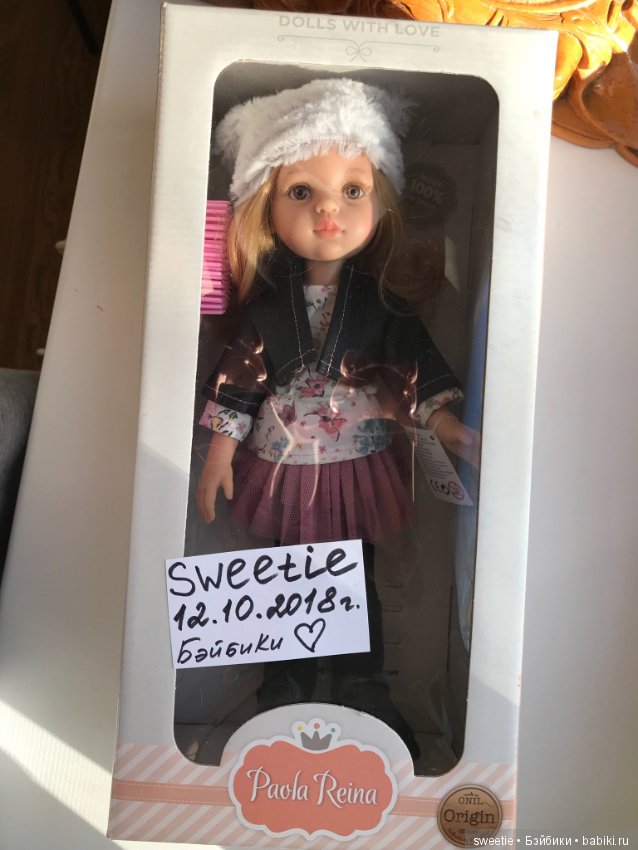 DOLLS WITH LOVE
100%
sweetie
12.10.2018г.
Бэйбики ♡
Paola Reina
ONIL
Origin
sweetie • Бэйбики • babiki.ru